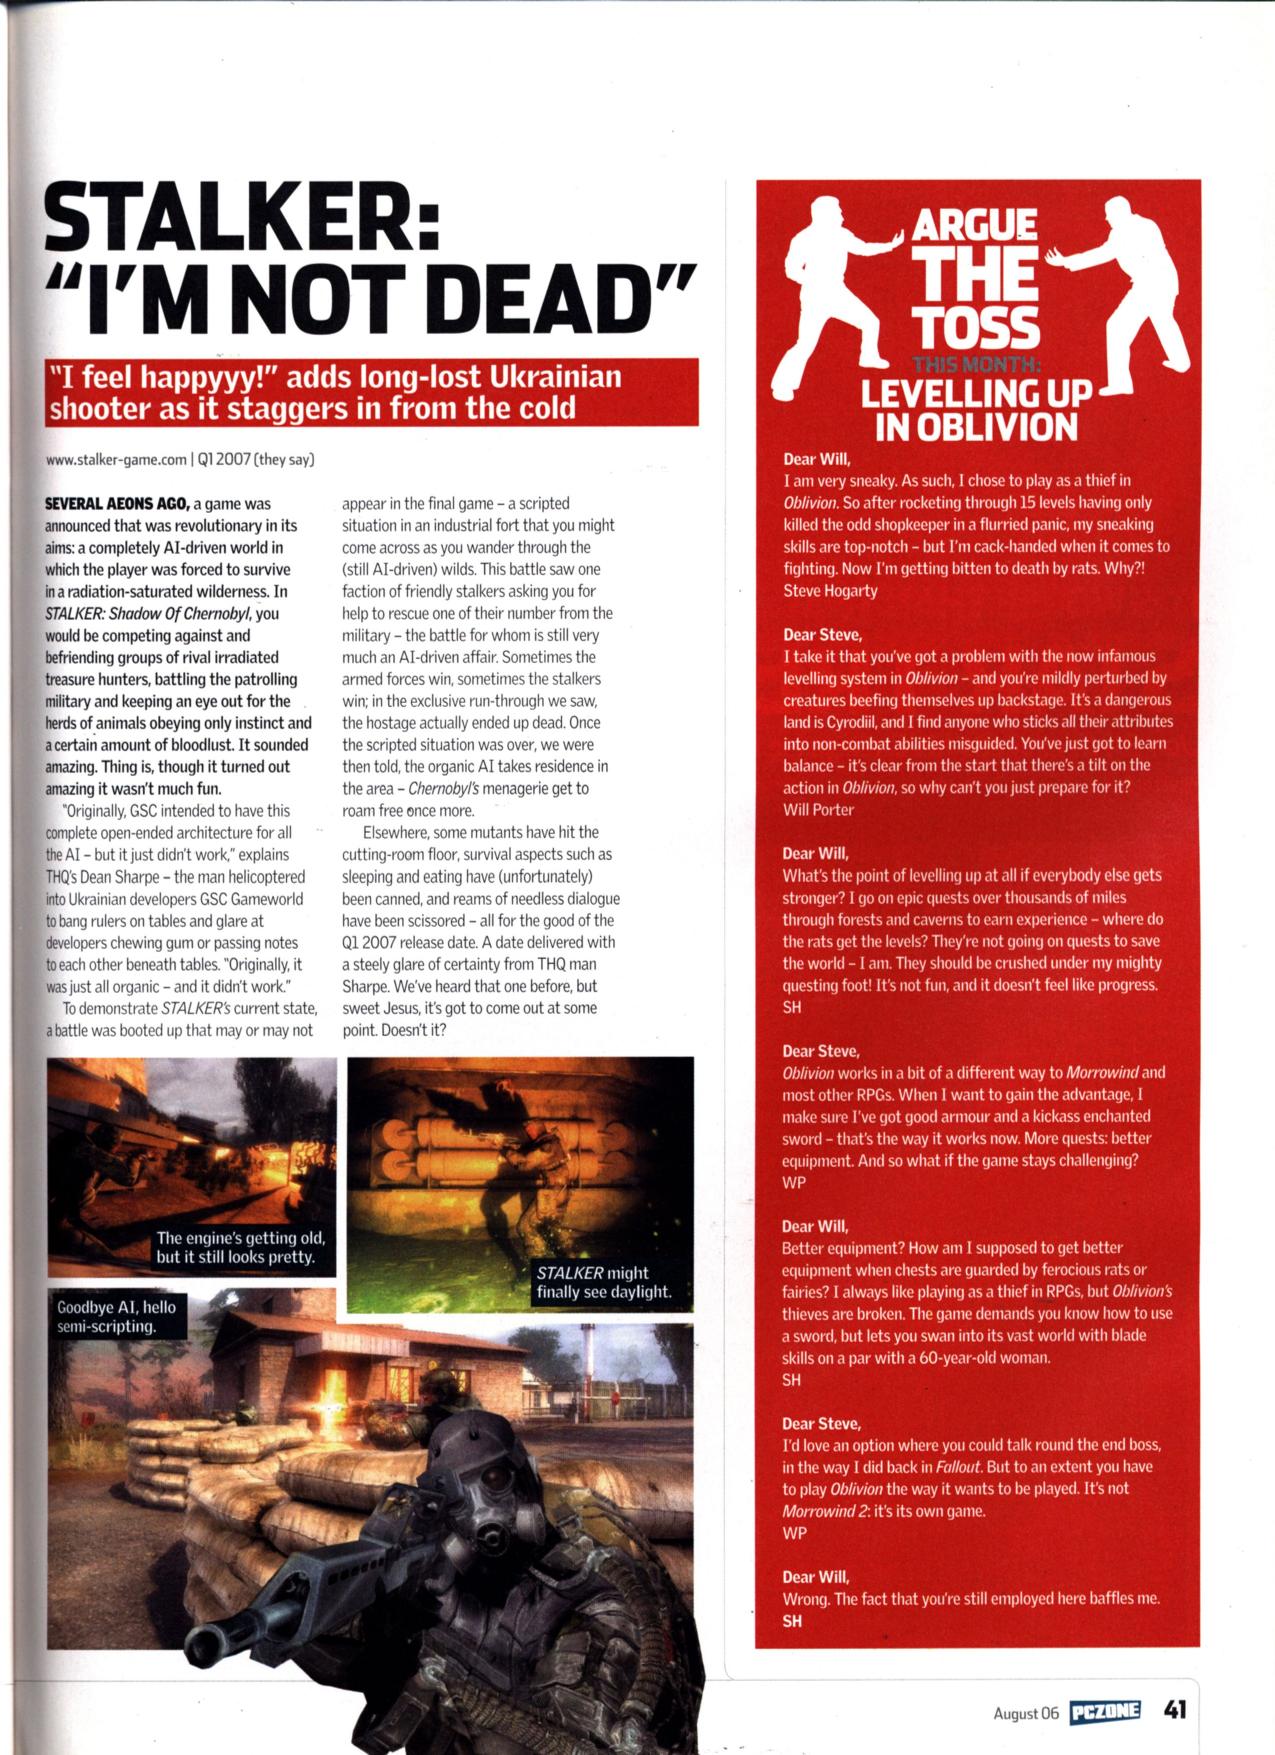 STALKER:
“I’M NOT DEAD”
“I feel happyyy!” adds long-lost Ukrainian
shooter as it staggers in from the cold
www.stalker-game.com | Q1 2007 (they say)
SEVERAL AEONS AGO, a game was
announced that was revolutionary in its
aims: a completely AI-driven world in
which the player was forced to survive
in a radiation-saturated wilderness. In
STALKER: Shadow Of Chernobyl, you
would be competing against and
befriending groups of rival irradiated
treasure hunters, battling the patrolling
military and keeping an eye out for the
herds of animals obeying only instinct and
a certain amount of bloodlust. It sounded
amazing. Thing is, though it turned out
amazing it wasn’t much fun.
“Originally, GSC intended to have this
complete open-ended architecture for all
the AI – but it just didn’t work,” explains
THQ’s Dean Sharpe – the man helicoptered
into Ukrainian developers GSC Gameworld
to bang rulers on tables and glare at
developers chewing gum or passing notes
to each other beneath tables. “Originally, it
was just all organic – and it didn’t work.”
To demonstrate STALKER’s current state,
a battle was booted up that may or may not
appear in the final game – a scripted
situation in an industrial fort that you might
come across as you wander through the
(still AI-driven) wilds. This battle saw one
faction of friendly stalkers asking you for
help to rescue one of their number from the
military – the battle for whom is still very
much an AI-driven affair. Sometimes the
armed forces win, sometimes the stalkers
win; in the exclusive run-through we saw,
the hostage actually ended up dead. Once
the scripted situation was over, we were
then told, the organic AI takes residence in
the area – Chernobyl’s menagerie get to
roam free once more.
Elsewhere, some mutants have hit the
cutting-room floor, survival aspects such as
sleeping and eating have (unfortunately)
been canned, and reams of needless dialogue
have been scissored – all for the good of the
Q1 2007 release date. A date delivered with
a steely glare of certainty from THQ man
Sharpe. We’ve heard that one before, but
sweet Jesus, it’s got to come out at some
point. Doesn’t it?
The engine’s getting old,
but it still looks pretty.
STALKER might
finally see daylight.
Goodbye AI, hello
semi-scripting.
ARGUE
THE
TOSS
THIS MONTH:
LEVELLING UP
IN OBLIVION
Dear Will,
I am very sneaky. As such, I chose to play as a thief in
Oblivion. So after rocketing through 15 levels having only
killed the odd shopkeeper in a flurried panic, my sneaking
skills are top-notch – but I’m cack-handed when it comes to
fighting. Now I’m getting bitten to death by rats. Why?!
Steve Hogarty
Dear Steve,
I take it that you’ve got a problem with the now infamous
levelling system in Oblivion – and you’re mildly perturbed by
creatures beefing themselves up backstage. It’s a dangerous
land is Cyrodiil, and I find anyone who sticks all their attributes
into non-combat abilities misguided. You’ve just got to learn
balance – it’s clear from the start that there’s a tilt on the
action in Oblivion, so why can’t you just prepare for it?
Will Porter
Dear Will,
What’s the point of levelling up at all if everybody else gets
stronger? I go on epic quests over thousands of miles
through forests and caverns to earn experience – where do
the rats get the levels? They’re not going on quests to save
the world – I am. They should be crushed under my mighty
questing foot! It’s not fun, and it doesn’t feel like progress.
SH
Dear Steve,
Oblivion works in a bit of a different way to Morrowind and
most other RPGs. When I want to gain the advantage, I
make sure I’ve got good armour and a kickass enchanted
sword – that’s the way it works now. More quests: better
equipment. And so what if the game stays challenging?
WP
Dear Will,
Better equipment? How am I supposed to get better
equipment when chests are guarded by ferocious rats or
fairies? I always like playing as a thief in RPGs, but Oblivion’s
thieves are broken. The game demands you know how to use
a sword, but lets you swan into its vast world with blade
skills on a par with a 60-year-old woman.
SH
Dear Steve,
I’d love an option where you could talk round the end boss,
in the way I did back in Fallout. But to an extent you have
to play Oblivion the way it wants to be played. It’s not
Morrowind 2: it’s its own game.
WP
Dear Will,
Wrong. The fact that you’re still employed here baffles me.
SH
August 06 PCZONE 41